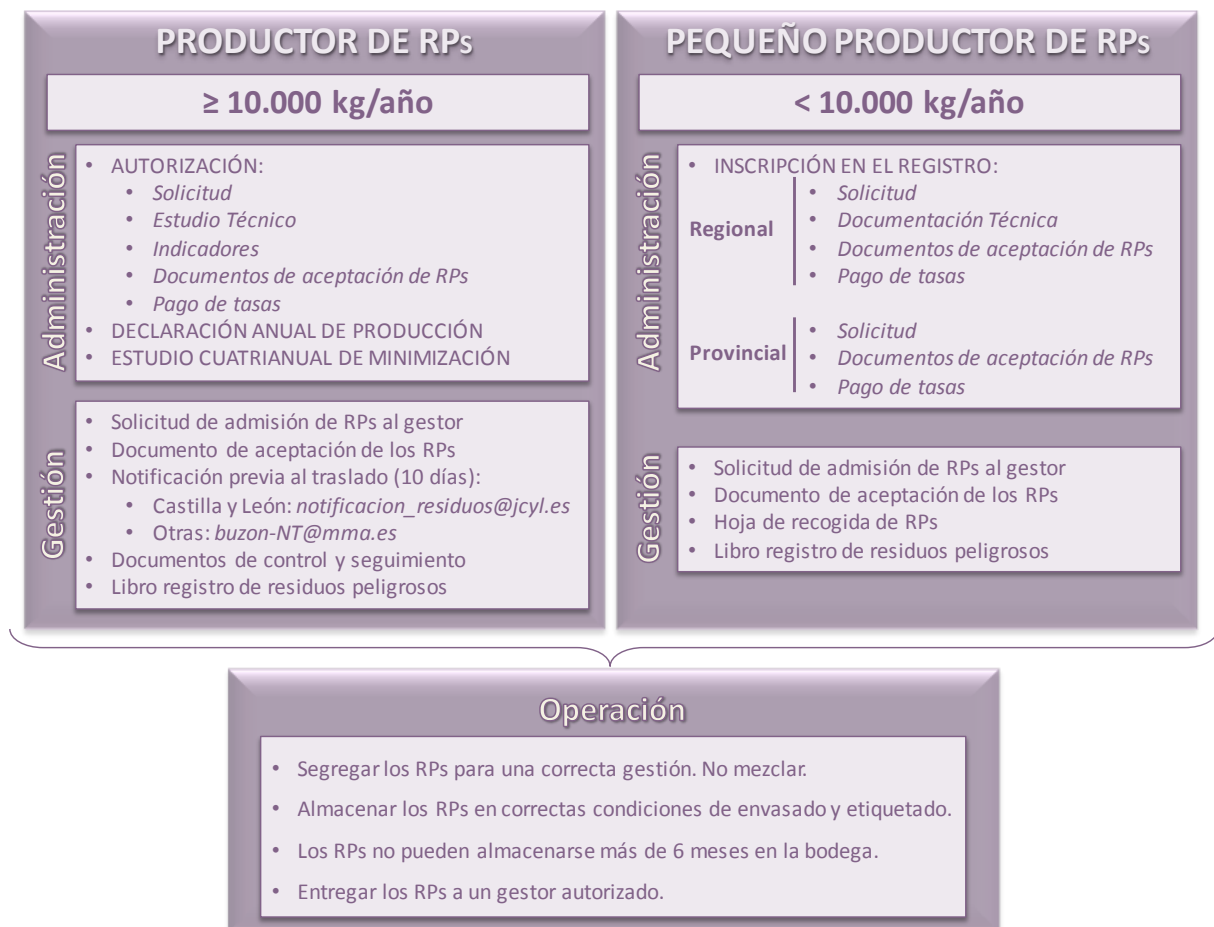 PRODUCTOR DE RPs
≥ 10.000 kg/año
Administración
• AUTORIZACIÓN:
• Solicitud
• Estudio Técnico
• Indicadores
• Documentos de aceptación de RPs
• Pago de tasas
• DECLARACIÓN ANUAL DE PRODUCCIÓN
• ESTUDIO CUATRIANUAL DE MINIMIZACIÓN
Gestión
• Solicitud de admisión de RPs al gestor
• Documento de aceptación de los RPs
• Notificación previa al traslado (10 días):
• Castilla y León: notificacion_residuos@jcyl.es
• Otras: buzon-NT@mma.es
• Documentos de control y seguimiento
• Libro registro de residuos peligrosos
PEQUEÑO PRODUCTOR DE RPs
< 10.000 kg/año
Administración
• INSCRIPCIÓN EN EL REGISTRO:
Regional
• Solicitud
• Documentación Técnica
• Documentos de aceptación de RPs
• Pago de tasas
Provincial
• Solicitud
• Documentos de aceptación de RPs
• Pago de tasas
Gestión
• Solicitud de admisión de RPs al gestor
• Documento de aceptación de los RPs
• Hoja de recogida de RPs
• Libro registro de residuos peligrosos
Operación
• Segregar los RPs para una correcta gestión. No mezclar.
• Almacenar los RPs en correctas condiciones de envasado y etiquetado.
• Los RPs no pueden almacenarse más de 6 meses en la bodega.
• Entregar los RPs a un gestor autorizado.